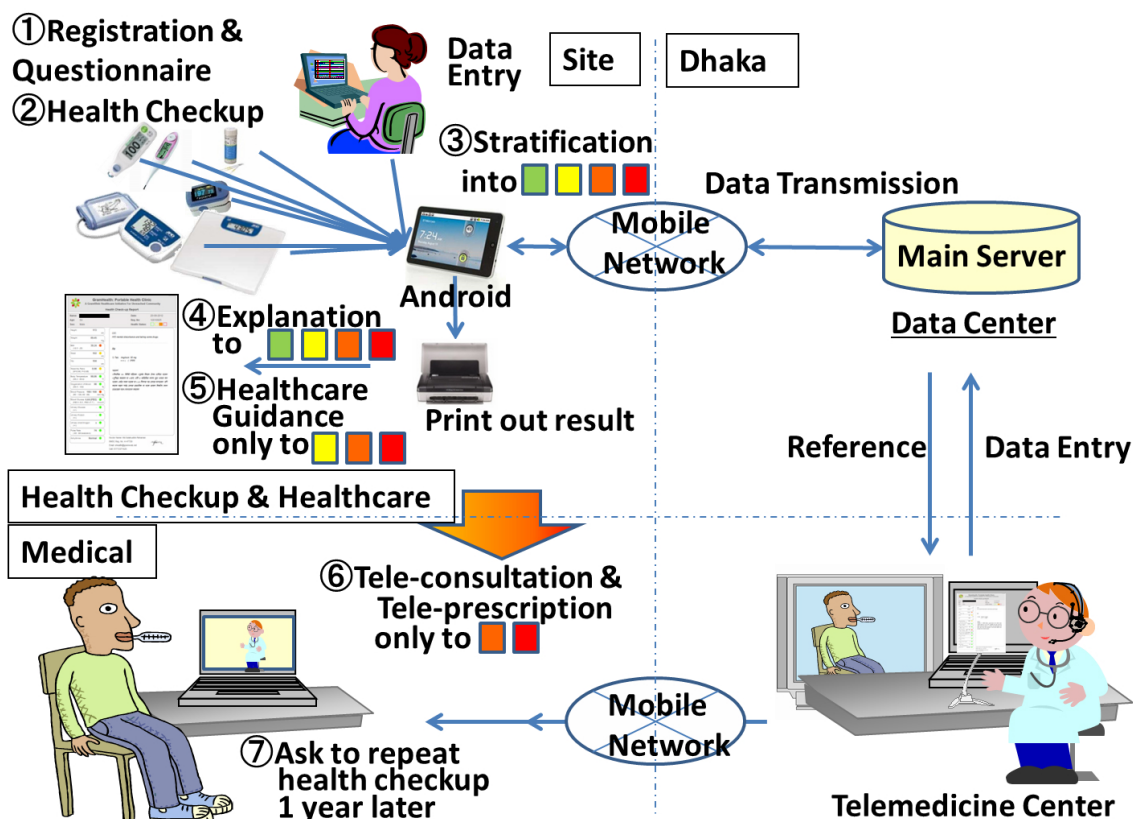 ①Registration &
Questionnaire
②Health Checkup
Data
Entry
Site
Dhaka
③Stratification
into
Data Transmission
Mobile
Network
Main Server
Data Center
7:24
Android
④Explanation
to
⑤Healthcare
Guidance
only to
Print out result
Reference
Data Entry
Health Checkup & Healthcare
Medical
⑥Tele-consultation &
Tele-prescription
only to
Mobile
Network
⑦Ask to repeat
health checkup
1 year later
Telemedicine Center